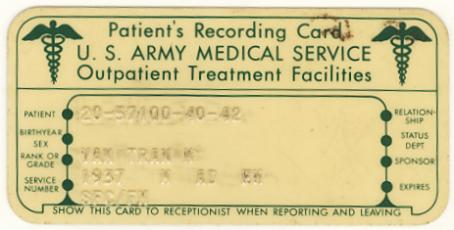 Patient's Recording Card
U. S. ARMY MEDICAL SERVICE
Outpatient Treatment Facilities
PATIENT
BIRTHYEAR
SEX
RANK OR
GRADE
SERVICE
NUMBER
20-57100-40-42
1937 M AD
RELATION-
SHIP
STATUS
DEPT
SPONSOR
EXPIRES
SHOW THIS CARD TO RECEPTIONIST WHEN REPORTING AND LEAVING